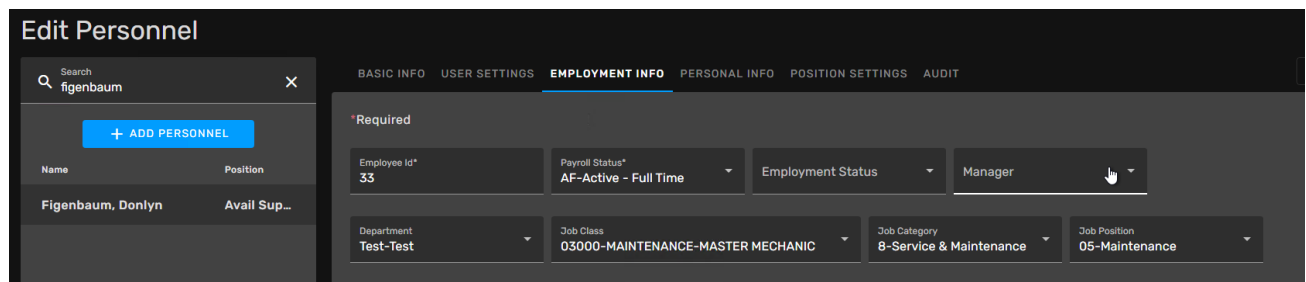 Edit Personnel
Search
figenbaum
+ ADD PERSONNEL
Name Position
Figenbaum, Donlyn Avail Sup...
BASIC INFO USER SETTINGS EMPLOYMENT INFO PERSONAL INFO POSITION SETTINGS AUDIT
*Required
Employee Id*
33
Payroll Status*
AF-Active - Full Time
Employment Status
Manager
Department
Test-Test
Job Class
03000-MAINTENANCE-MASTER MECHANIC
Job Category
8-Service & Maintenance
Job Position
05-Maintenance